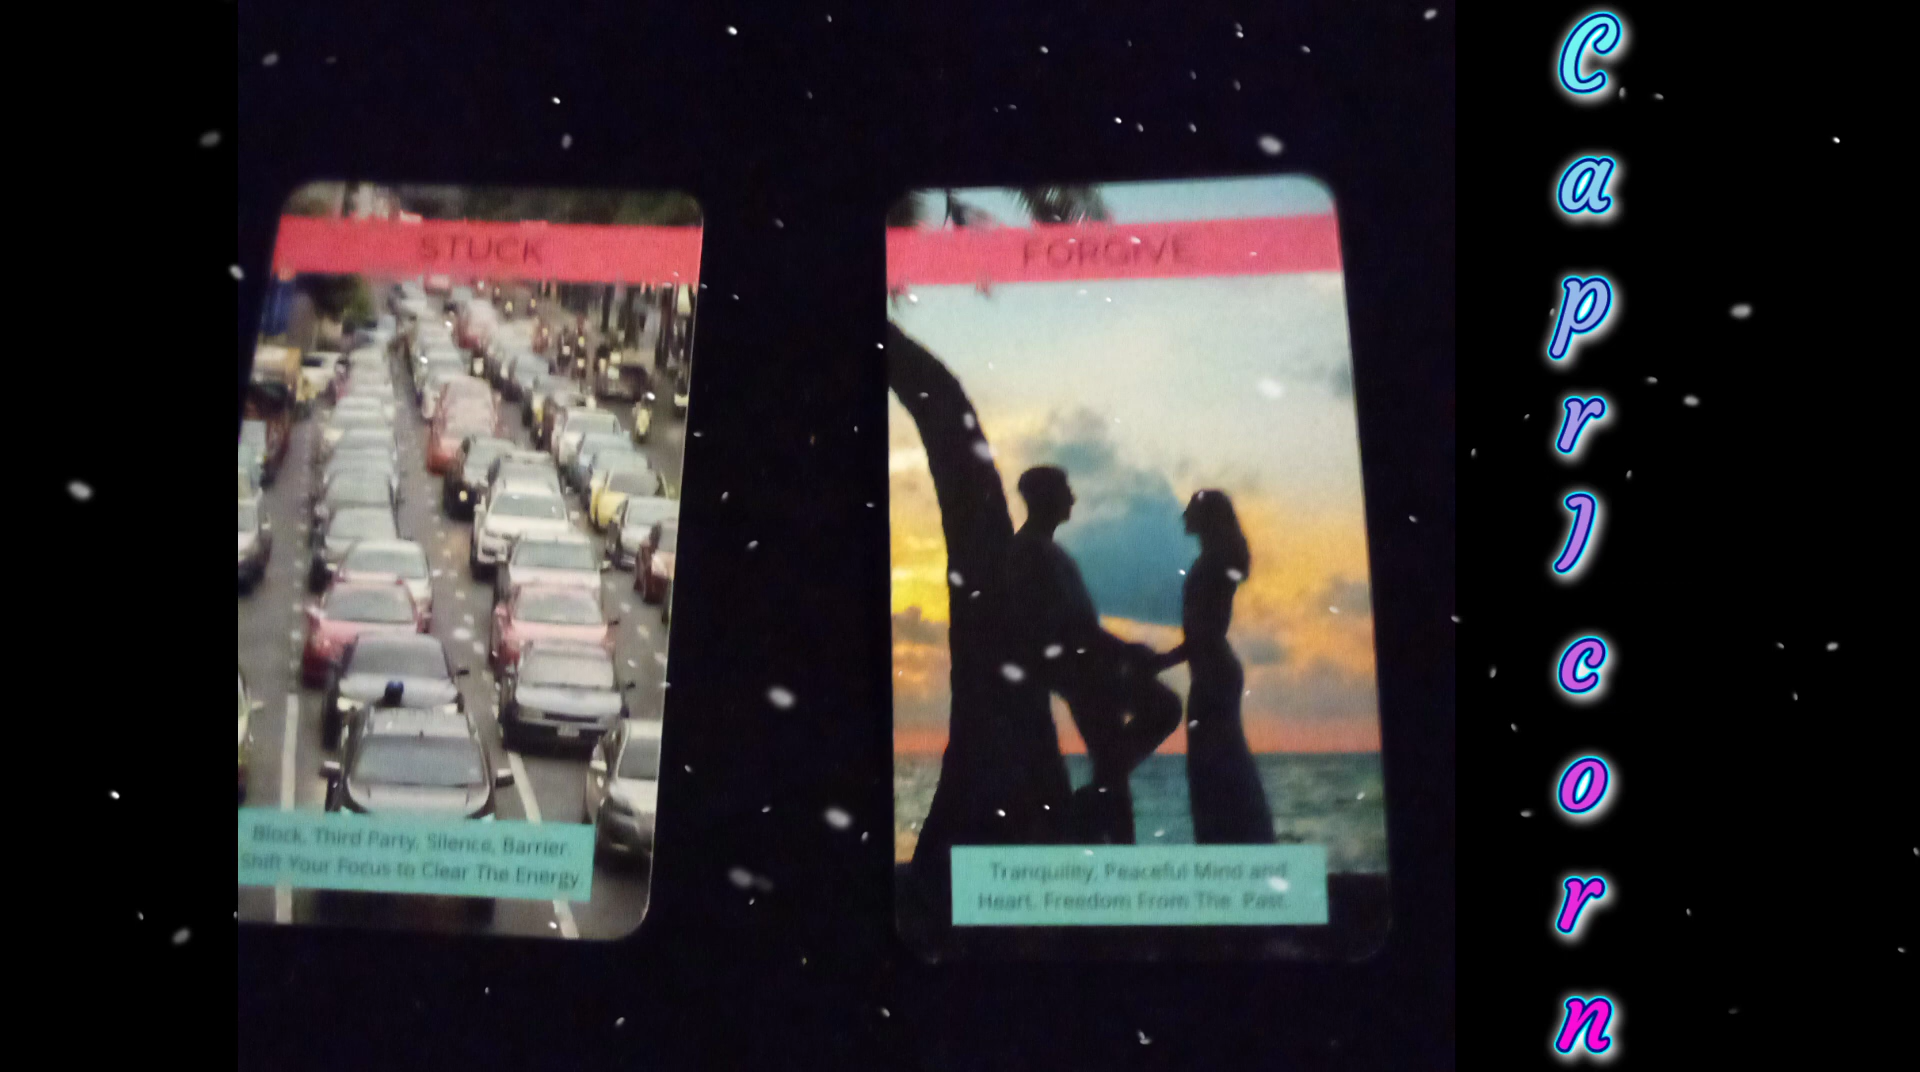 STUCK
Block, Third Party, Silence, Barrier.
Shift Your Focus to Clear The Energy
FORGIVE
Tranquility, Peaceful Mind and
Heart. Freedom From The Past.
Capricorn